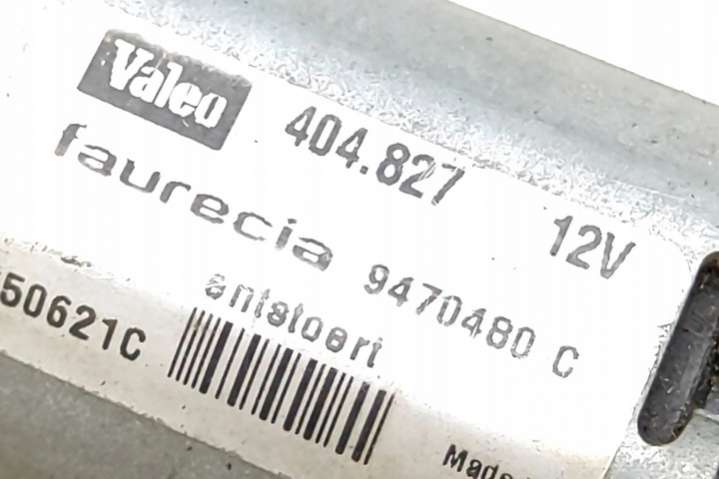 Valeo 404.827 12V
faurecia 9470480 C
entstoert
50621C
Made